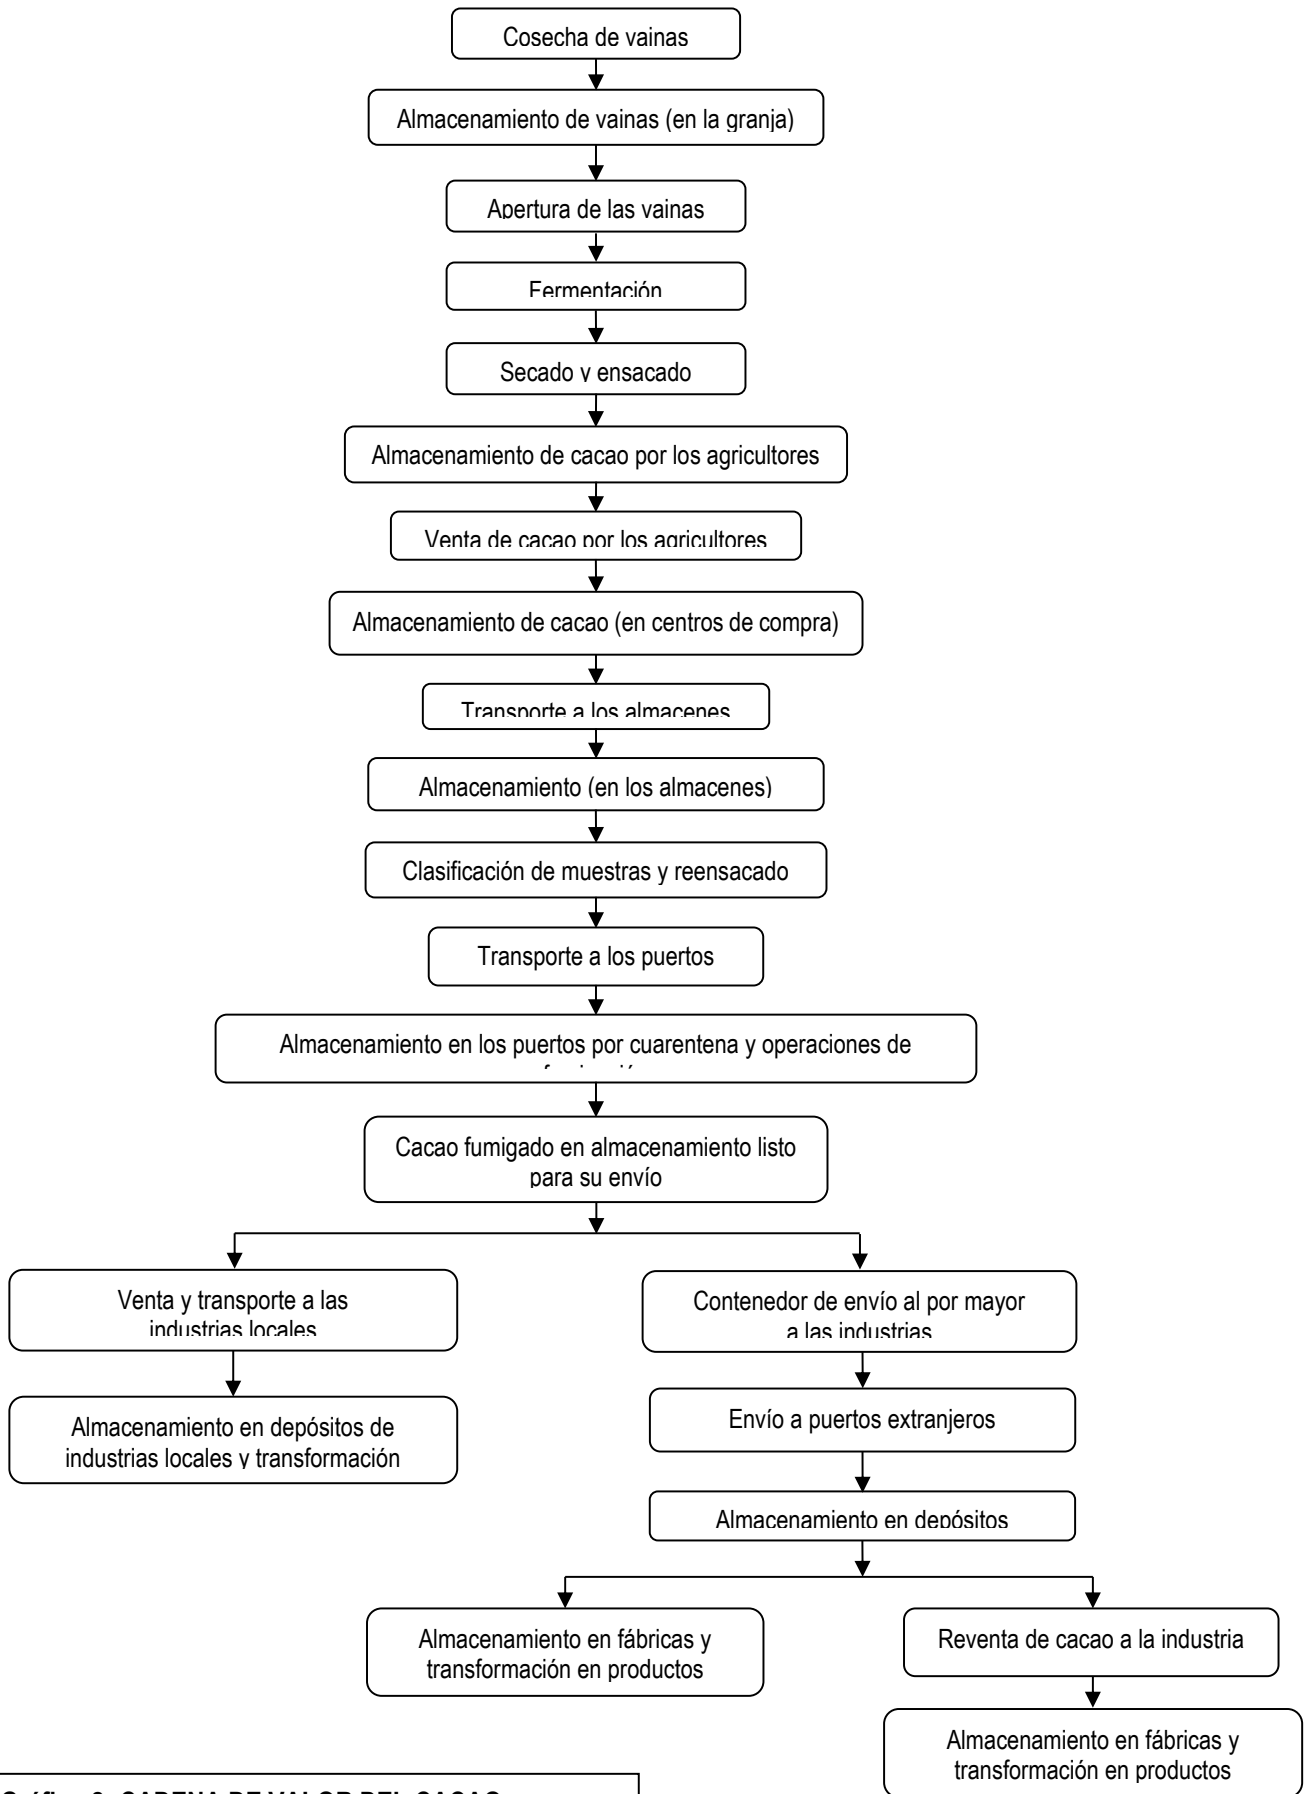 Cosecha de vainas
Almacenamiento de vainas (en la granja)
Apertura de las vainas
Fermentación
Secado y ensacado
Almacenamiento de cacao por los agricultores
Venta de cacao por los agricultores
Almacenamiento de cacao (en centros de compra)
Transporte a los almacenes
Almacenamiento (en los almacenes)
Clasificación de muestras y reensacado
Transporte a los puertos
Almacenamiento en los puertos por cuarentena y operaciones de
Cacao fumigado en almacenamiento listo
para su envío
Venta y transporte a las
industrias locales
Contenedor de envío al por mayor
a las industrias
Almacenamiento en depósitos de
industrias locales y transformación
Envío a puertos extranjeros
Almacenamiento en depósitos
Almacenamiento en fábricas y
transformación en productos
Reventa de cacao a la industria
Almacenamiento en fábricas y
transformación en productos
CADENA DE VALOR DEL CACAO